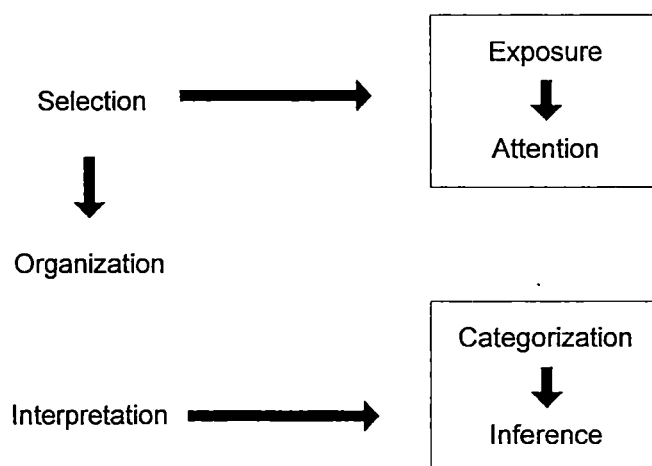 Exposure
Selection
Attention
Organization
Categorization
Interpretation
Inference